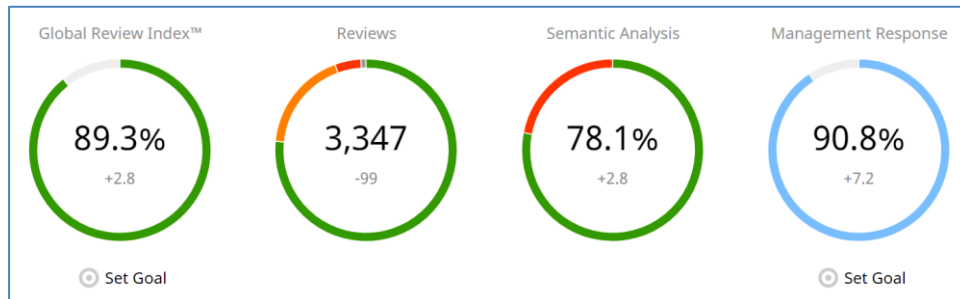 Global Review Index™
Reviews
Semantic Analysis
Management Response
89.3%
+2.8
3,347
-99
78.1%
+2.8
90.8%
+7.2
Set Goal
Set Goal